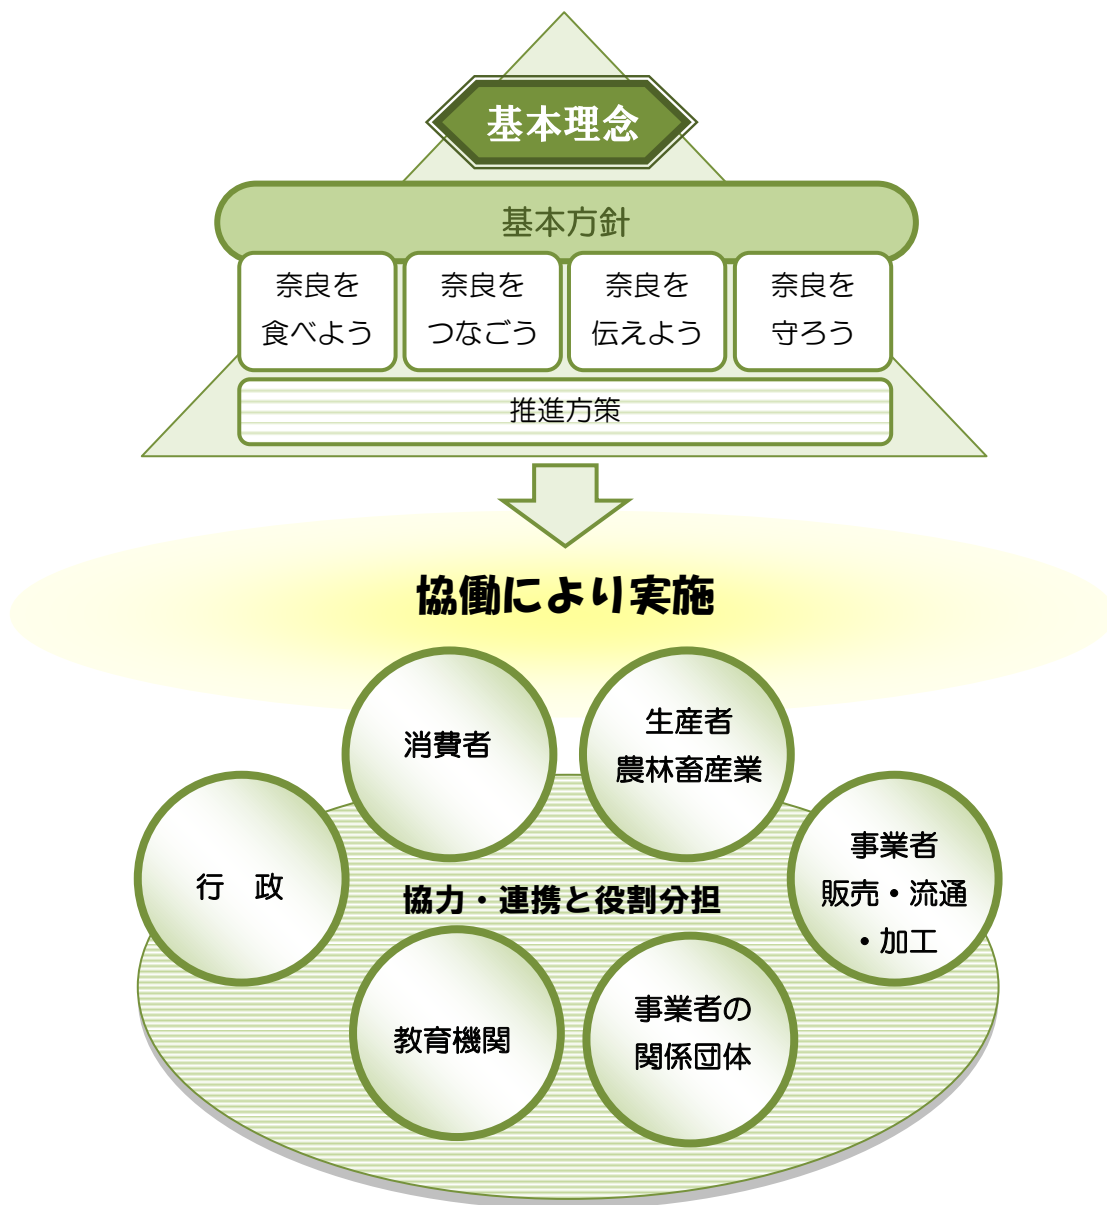 基本理念
基本方針
奈良を
食べよう
奈良を
つなごう
奈良を
伝えよう
奈良を
守ろう
推進方策
協働により実施
消費者
生産者
農林畜産業
行　政
事業者
販売・流通
・加工
協力・連携と役割分担
教育機関
事業者の
関係団体